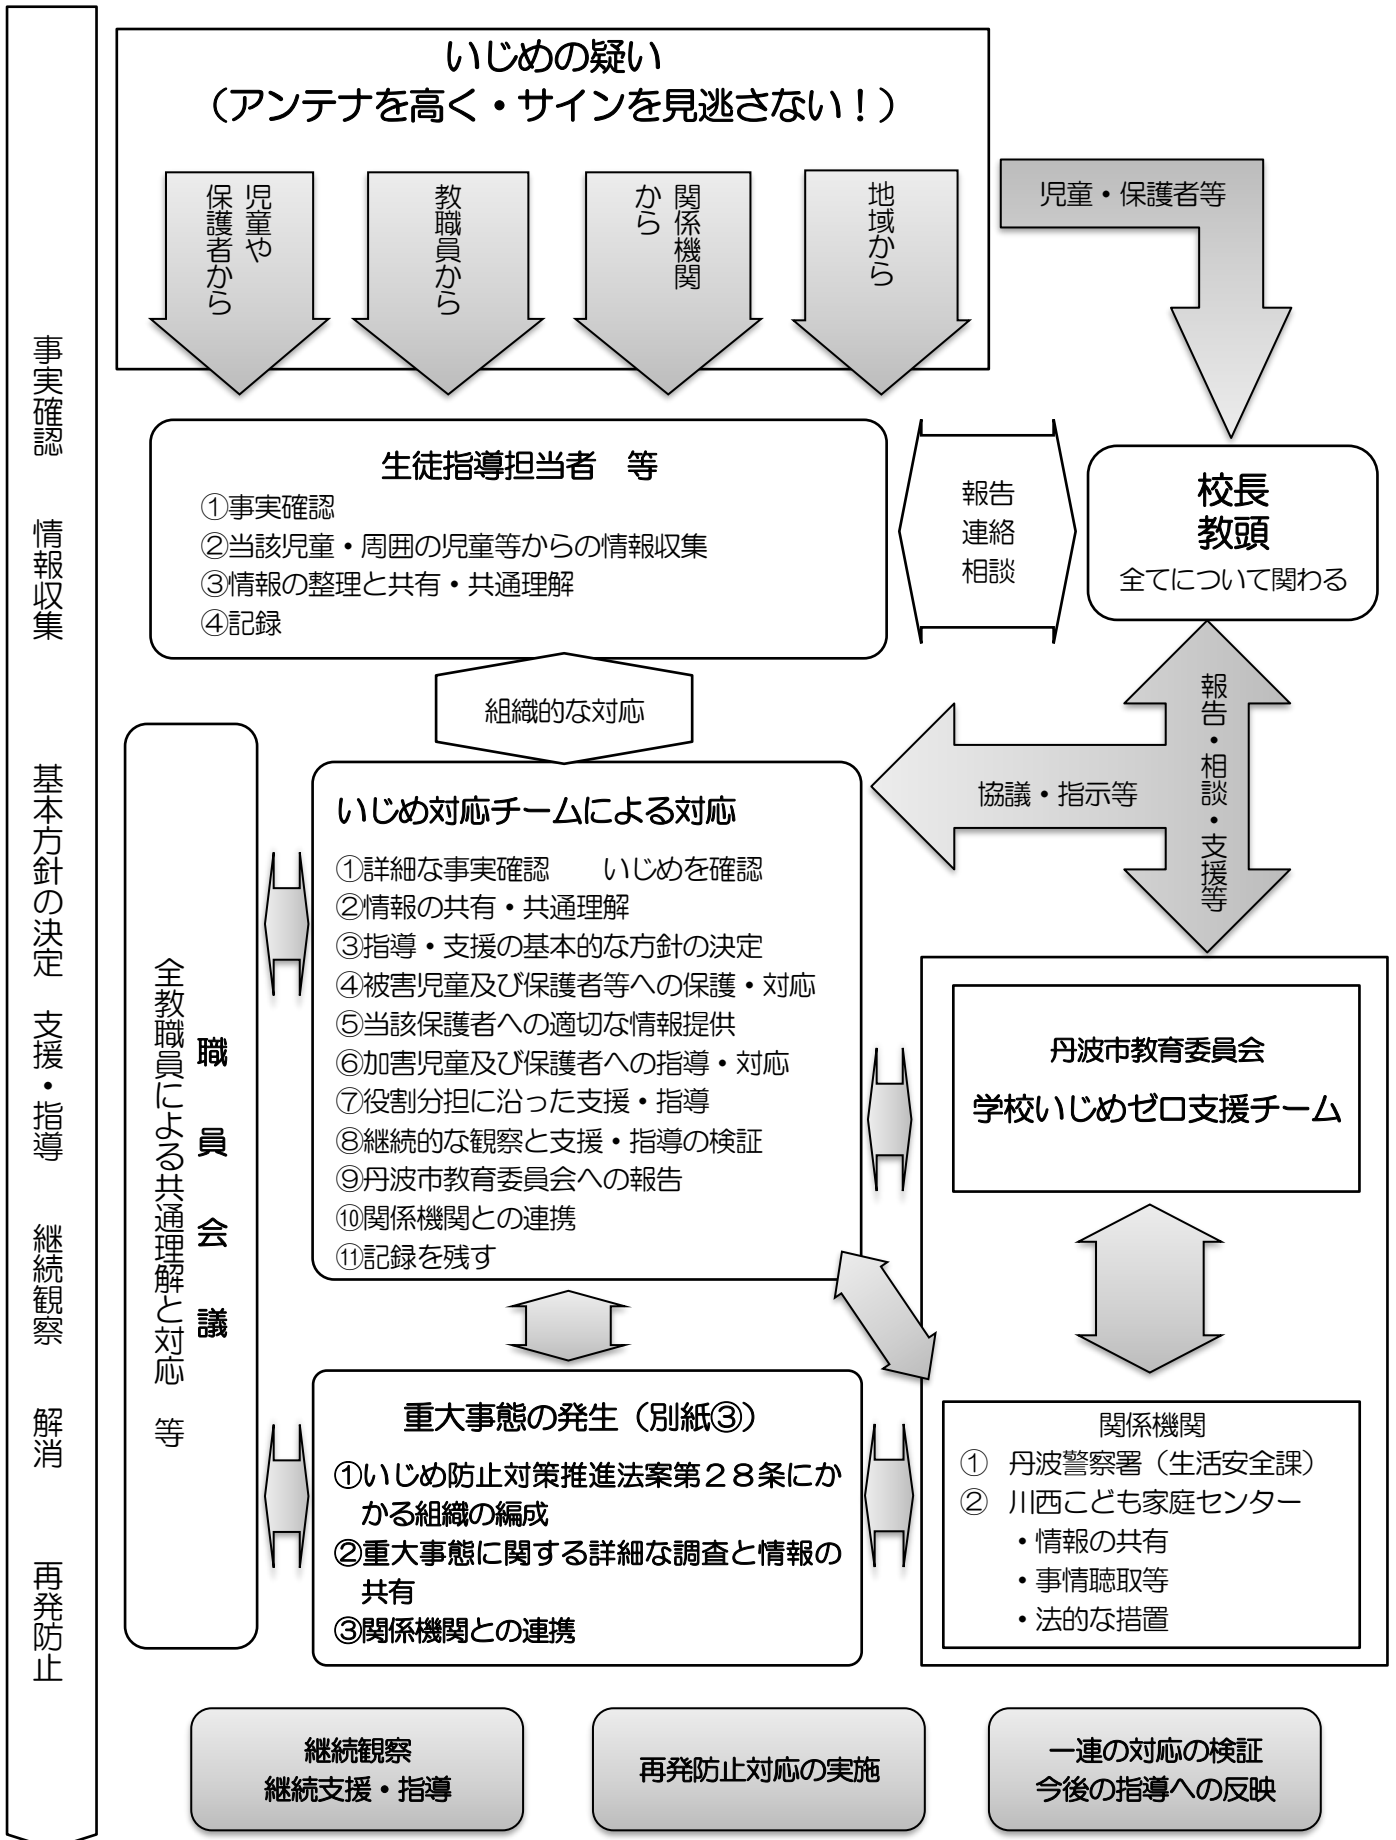 いじめの疑い
（アンテナを高く・サインを見逃さない！）
児童や
保護者から
教職員から
関係機関
から
地域から
児童・保護者等
事実確認
情報収集
基本方針の決定
支援・指導
継続観察
解消
再発防止
生徒指導担当者　等
①事実確認
②当該児童・周囲の児童等からの情報収集
③情報の整理と共有・共通理解
④記録
報告
連絡
相談
校長
教頭
全てについて関わる
組織的な対応
報告・相談・支援等
協議・指示等
職員会議
全教職員による共通理解と対応　等
いじめ対応チームによる対応
①詳細な事実確認　　いじめを確認
②情報の共有・共通理解
③指導・支援の基本的な方針の決定
④被害児童及び保護者等への保護・対応
⑤当該保護者への適切な情報提供
⑥加害児童及び保護者への指導・対応
⑦役割分担に沿った支援・指導
⑧継続的な観察と支援・指導の検証
⑨丹波市教育委員会への報告
⑩関係機関との連携
⑪記録を残す
丹波市教育委員会
学校いじめゼロ支援チーム
重大事態の発生（別紙③）
①いじめ防止対策推進法案第２８条にか
かる組織の編成
②重大事態に関する詳細な調査と情報の
共有
③関係機関との連携
関係機関
①　丹波警察署（生活安全課）
②　川西こども家庭センター
・情報の共有
・事情聴取等
・法的な措置
継続観察
継続支援・指導
再発防止対応の実施
一連の対応の検証
今後の指導への反映